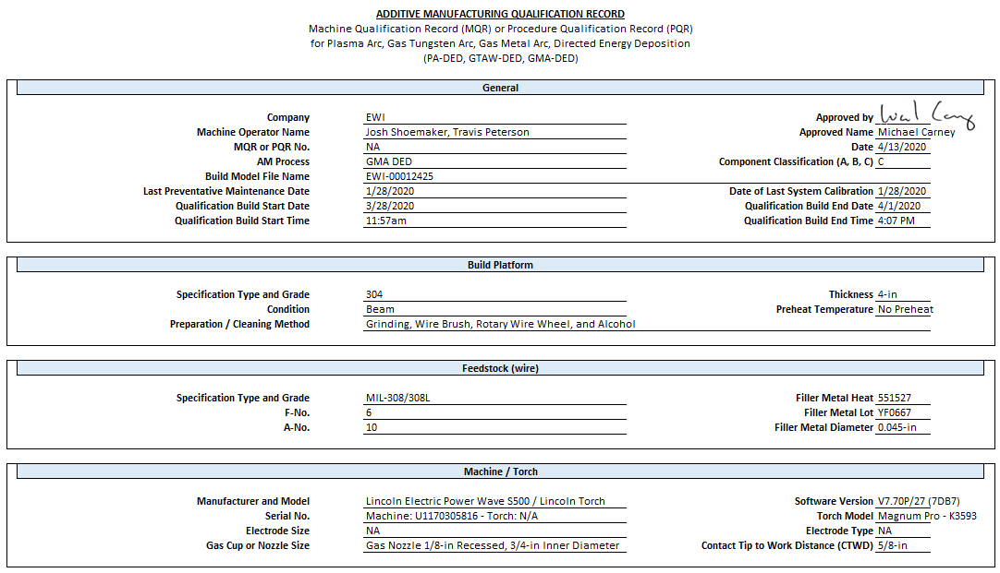 ADDITIVE MANUFACTURING QUALIFICATION RECORD
Machine Qualification Record (MQR) or Procedure Qualification Record (PQR)
for Plasma Arc, Gas Tungsten Arc, Gas Metal Arc, Directed Energy Deposition
(PA-DED, GTAW-DED, GMA-DED)
General
Company EWI Approved by
Machine Operator Name Josh Shoemaker, Travis Peterson Approved Name Michael Carney
MQR or PQR No. NA Date 4/13/2020
AM Process GMA DED Component Classification (A, B, C) C
Build Model File Name EWI-00012425
Last Preventative Maintenance Date 1/28/2020 Date of Last System Calibration 1/28/2020
Qualification Build Start Date 3/28/2020 Qualification Build End Date 4/1/2020
Qualification Build Start Time 11:57am Qualification Build End Time 4:07 PM
Build Platform
Specification Type and Grade 304 Thickness 4-in
Condition Beam Preheat Temperature No Preheat
Preparation / Cleaning Method Grinding, Wire Brush, Rotary Wire Wheel, and Alcohol
Feedstock (wire)
Specification Type and Grade MIL-308/308L Filler Metal Heat 551527
F-No. 6 Filler Metal Lot YF0667
A-No. 10 Filler Metal Diameter 0.045-in
Machine / Torch
Manufacturer and Model Lincoln Electric Power Wave S500 / Lincoln Torch Software Version V7.70P/27 (7DB7)
Serial No. Machine: U1170305816 - Torch: N/A Torch Model Magnum Pro - K3593
Electrode Size NA Electrode Type NA
Gas Cup or Nozzle Size Gas Nozzle 1/8-in Recessed, 3/4-in Inner Diameter Contact Tip to Work Distance (CTWD) 5/8-in